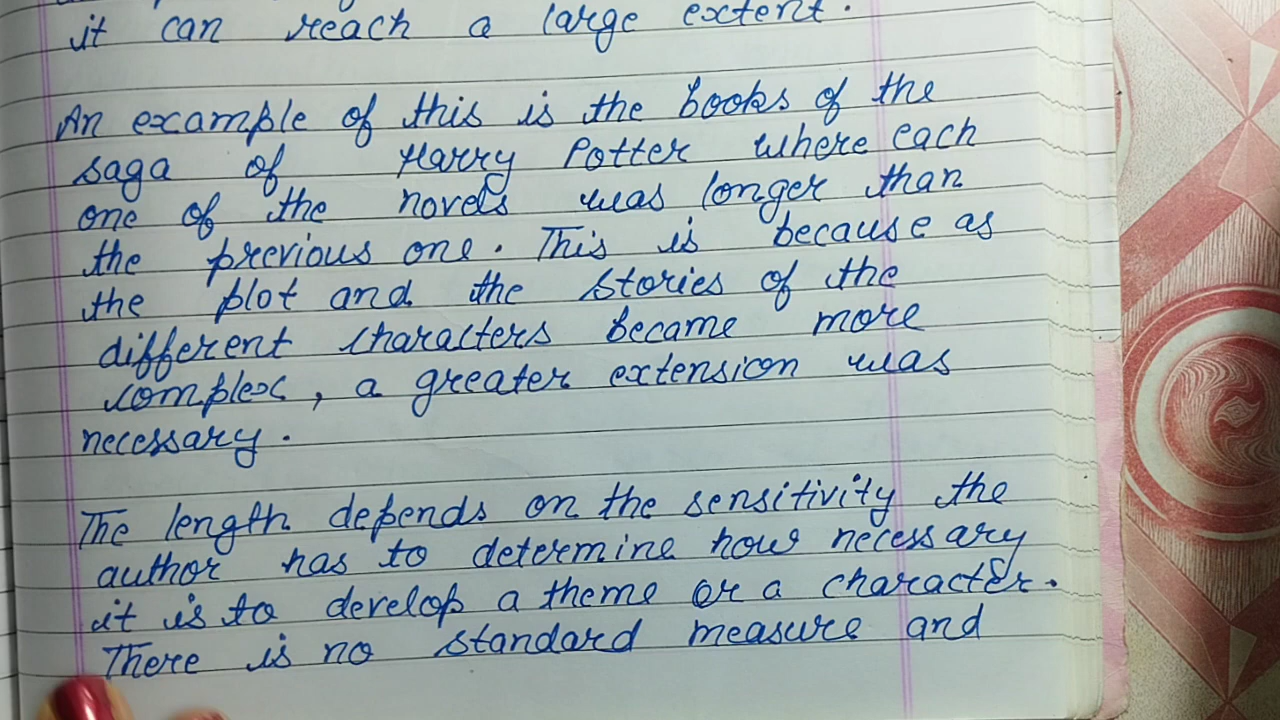 it can reach a large extent.
An example of this is the books of the
saga of Harry Potter where each
one of the novels was longer than
the previous one. This is because as
the plot and the stories of the
different characters became more
complex, a greater extension was
necessary.
The length depends on the sensitivity the
author has to determine how necessary
it is to develop a theme or a character.
There is no standard measure and